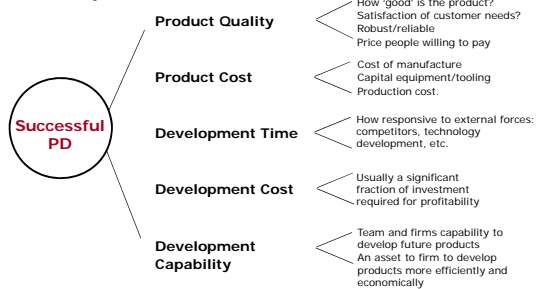 How 'good' is the product?
Product Quality
Satisfaction of customer needs?
Robust/reliable
Price people willing to pay
Product Cost
Cost of manufacture
Capital equipment/tooling
Production cost.
Successful
PD
Development Time
How responsive to external forces:
competitors, technology
development, etc.
Development Cost
Usually a significant
fraction of investment
required for profitability
Development
Capability
Team and firms capability to
develop future products
An asset to firm to develop
products more efficiently and
economically